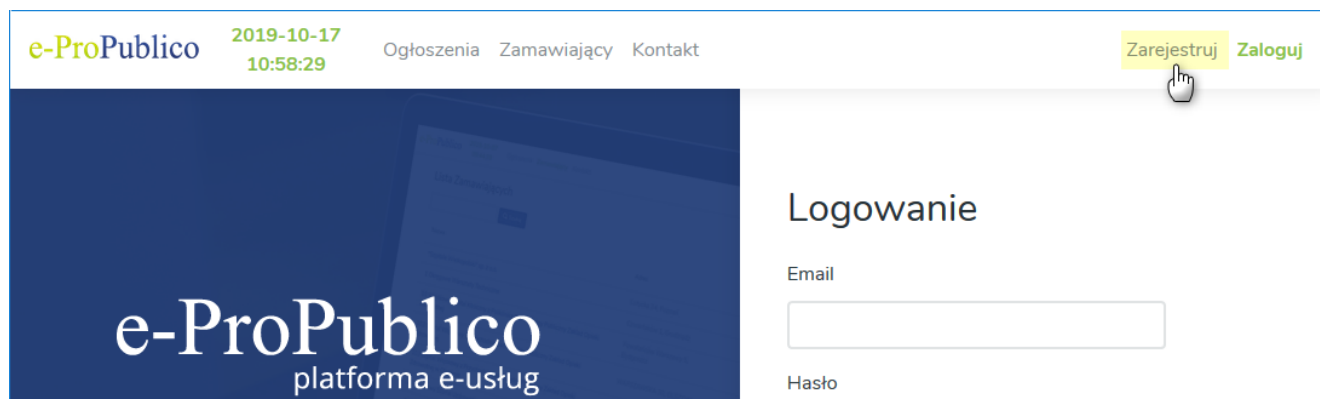 e-ProPublico
2019-10-17
10:58:29
Ogłoszenia Zamawiający Kontakt
Zarejestruj Zaloguj
Logowanie
Email
e-ProPublico
platforma e-usług
Hasło